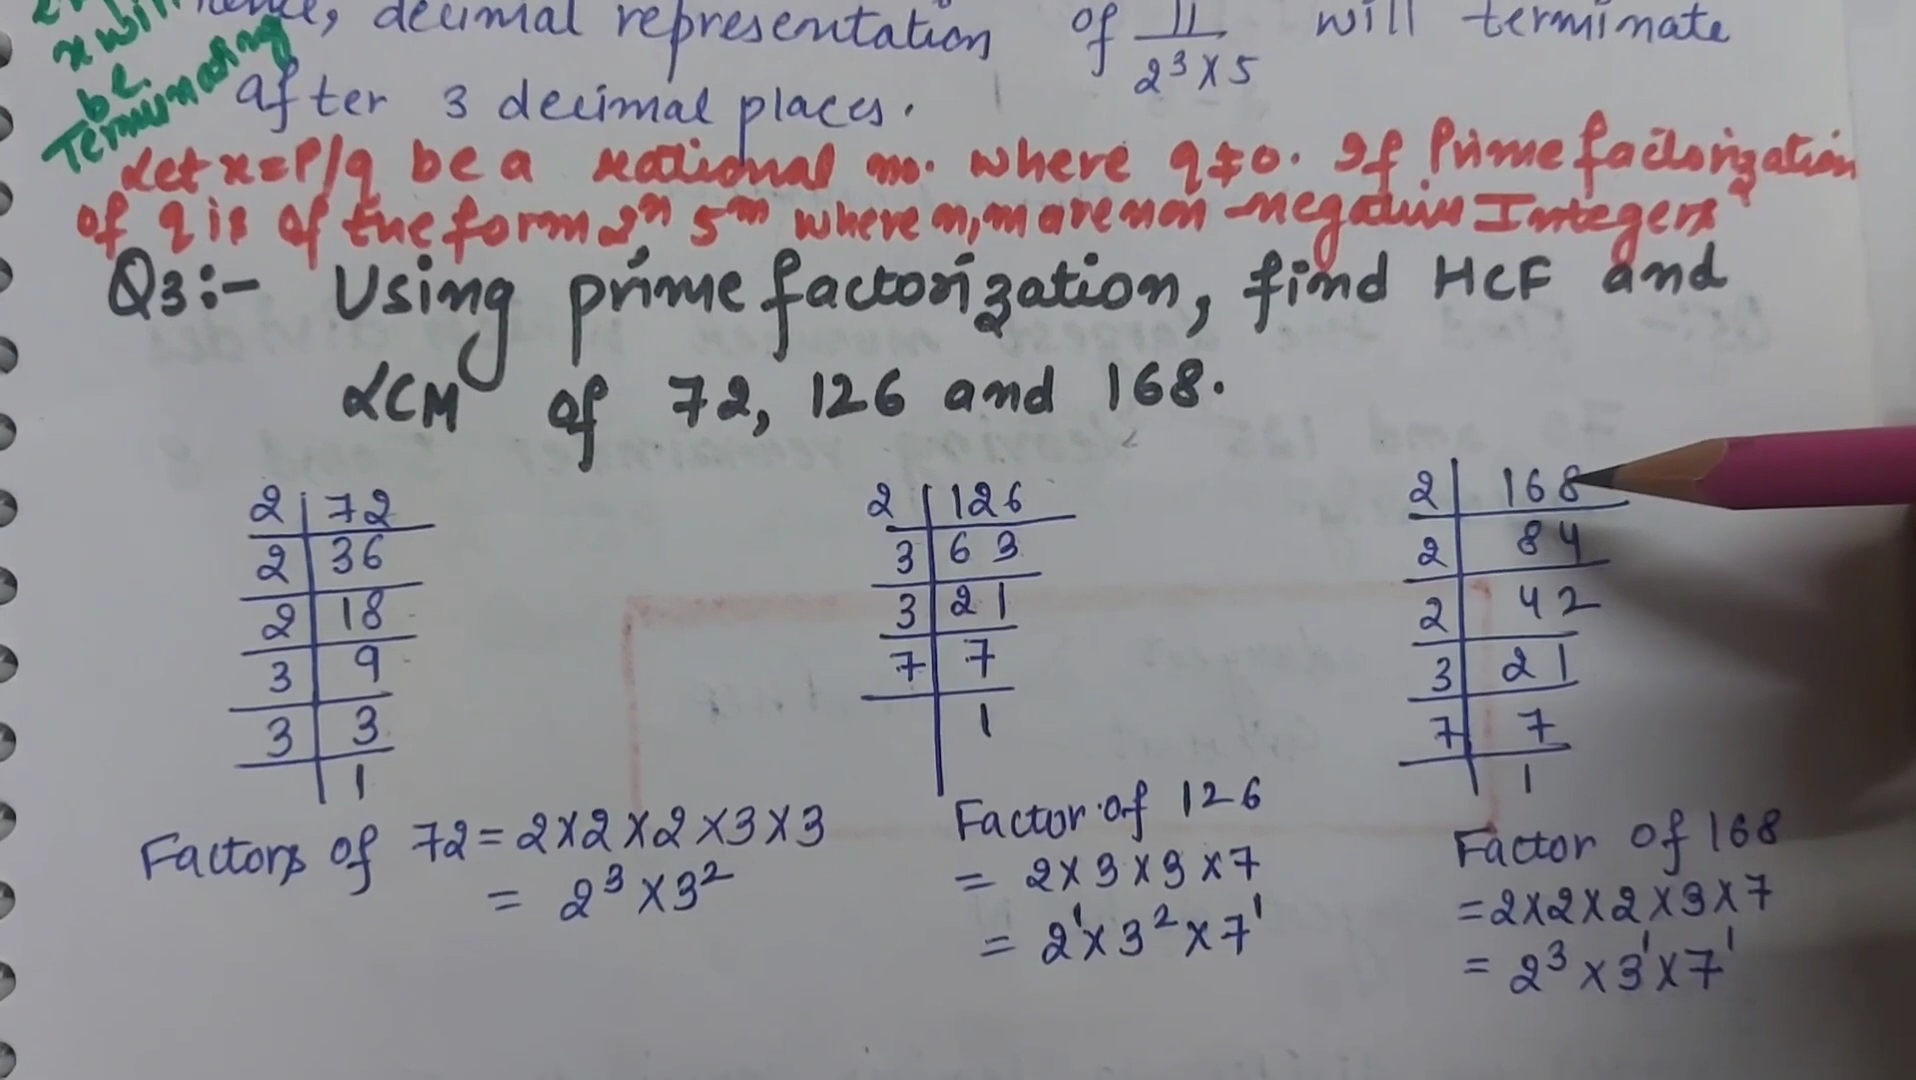 x will
be
Terminating
decimal representation of 11 / 2³ × 5 will terminate
after 3 decimal places.
Let x = P/q be a rational no. where q ≠ 0. If Prime factorization
of q is of the form 2ⁿ 5ᵐ where n, m are non-negative Integers
Q3:- Using prime factorization, find HCF and
LCM of 72, 126 and 168.
2 | 72
2 | 36
2 | 18
3 | 9
3 | 3
1
Factors of 72 = 2×2×2×3×3
= 2³ × 3²
2 | 126
3 | 63
3 | 21
7 | 7
1
Factor of 126
= 2×3×3×7
= 2¹ × 3² × 7¹
2 | 168
2 | 84
2 | 42
3 | 21
7 | 7
1
Factor of 168
= 2×2×2×3×7
= 2³ × 3¹ × 7¹